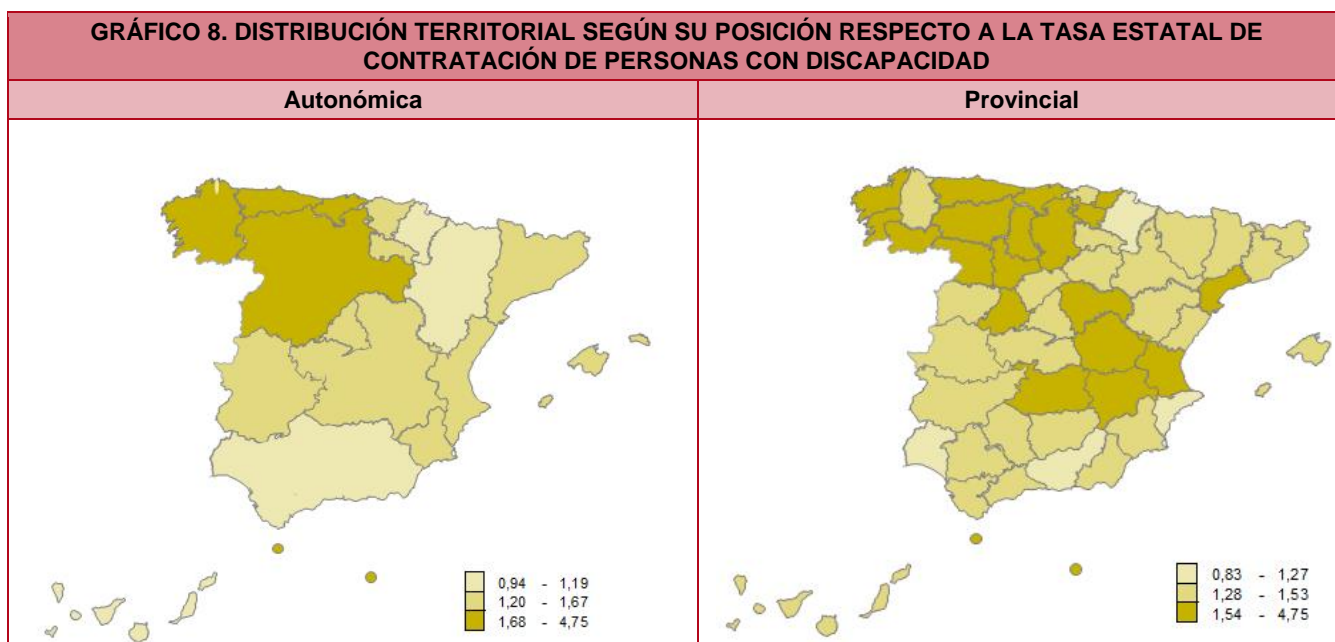 GRÁFICO 8. DISTRIBUCIÓN TERRITORIAL SEGÚN SU POSICIÓN RESPECTO A LA TASA ESTATAL DE
CONTRATACIÓN DE PERSONAS CON DISCAPACIDAD
Autonómica
Provincial
0,94 - 1,19
1,20 - 1,67
1,68 - 4,75
0,83 - 1,27
1,28 - 1,53
1,54 - 4,75